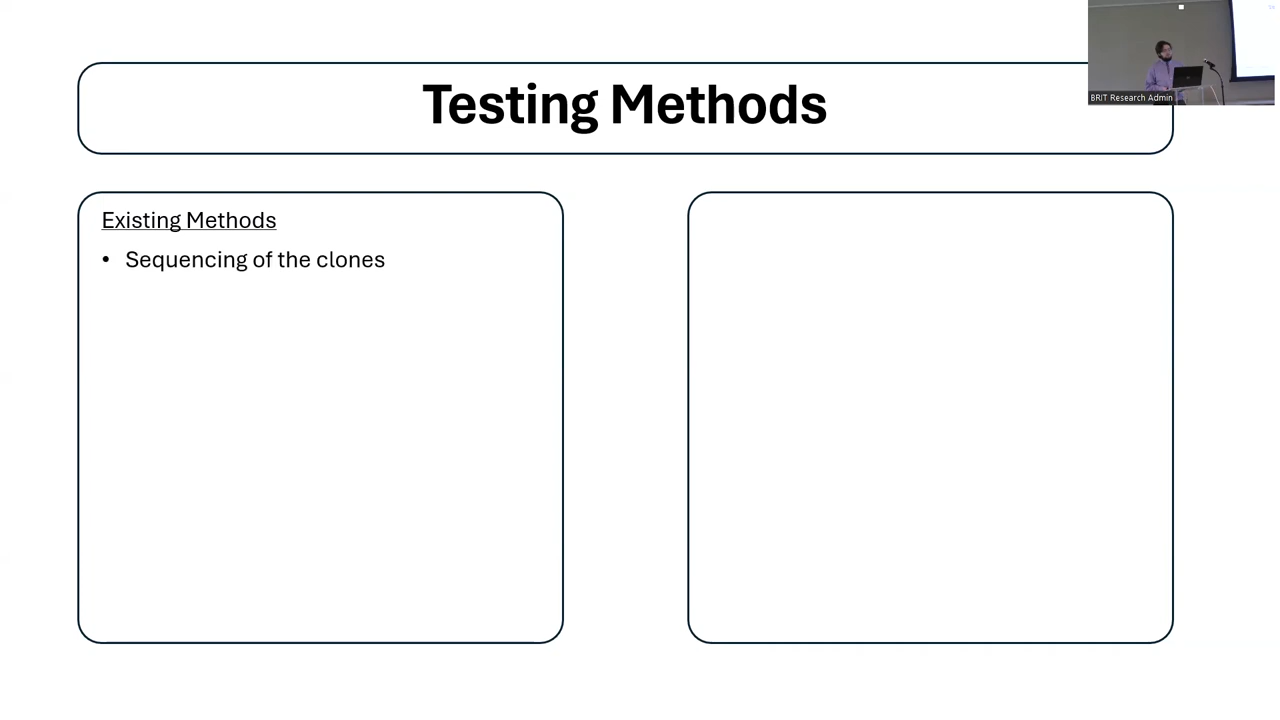 Testing Methods
BRIT Research Admin
Existing Methods
• Sequencing of the clones